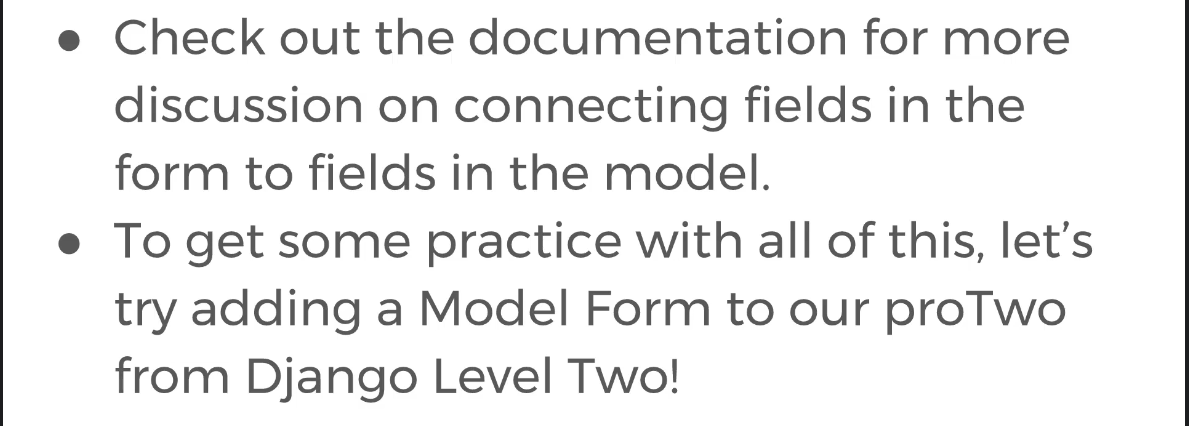 ● Check out the documentation for more
discussion on connecting fields in the
form to fields in the model.
● To get some practice with all of this, let’s
try adding a Model Form to our proTwo
from Django Level Two!